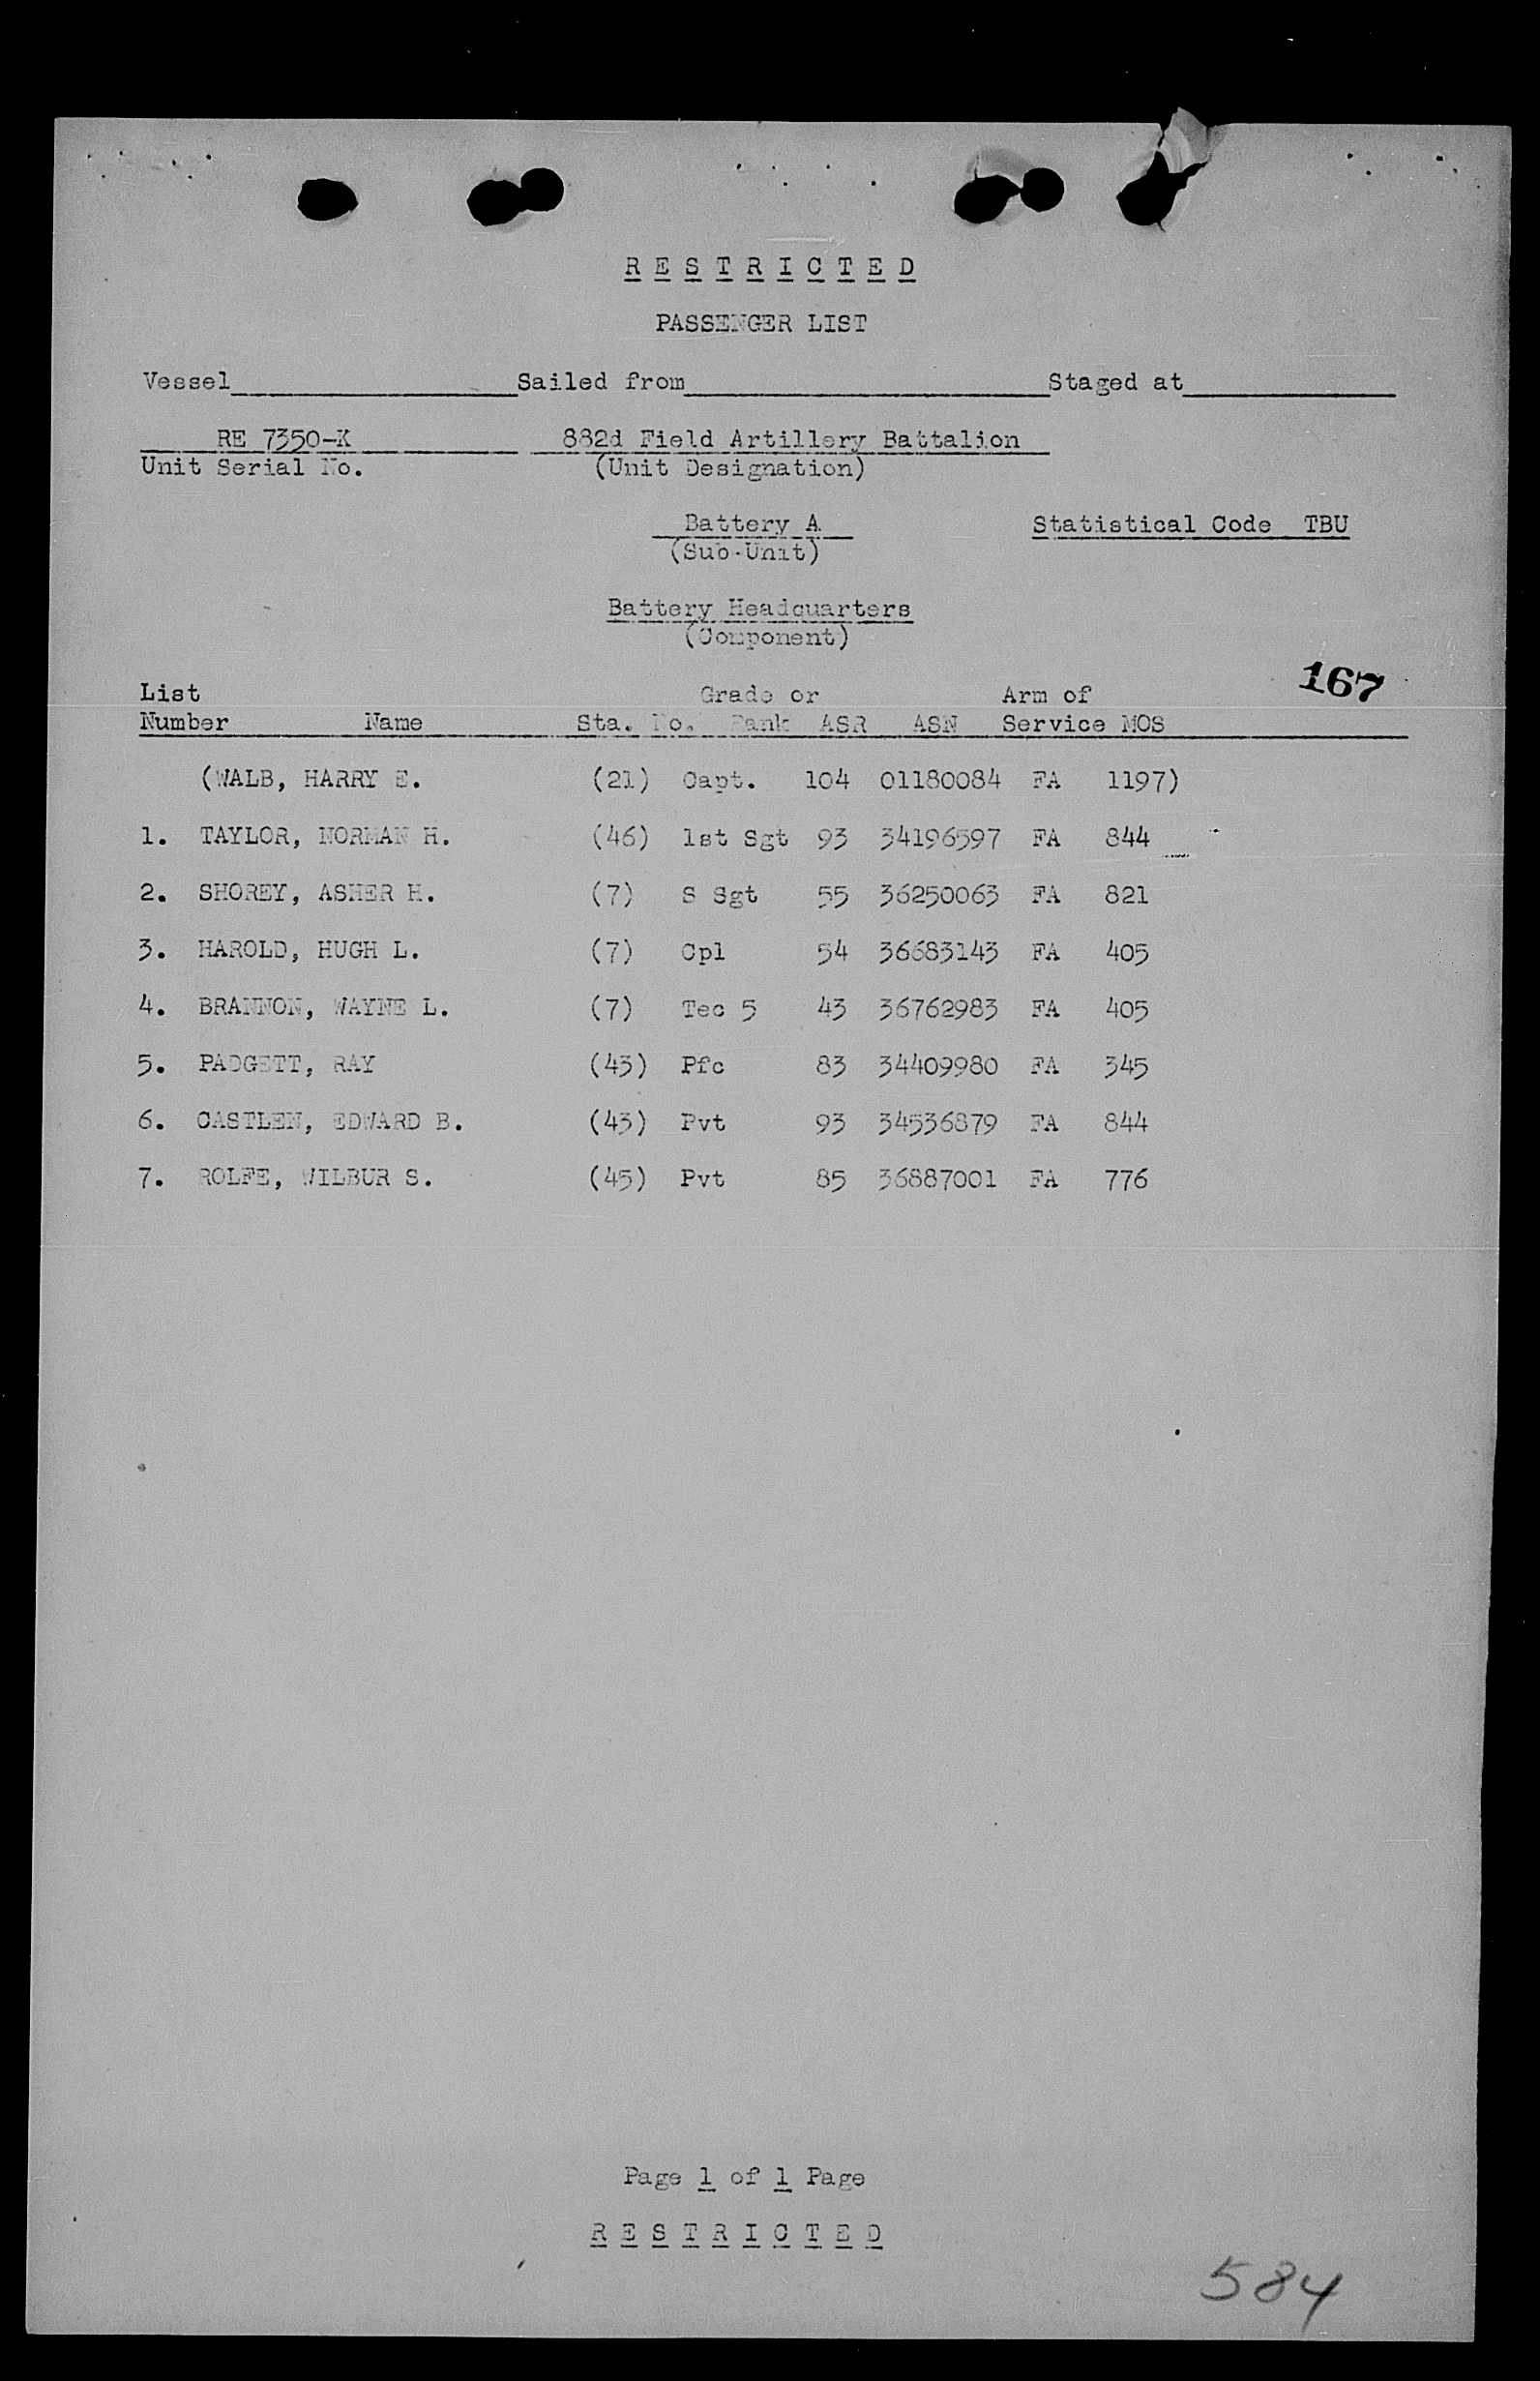 RESTRICTED
PASSENGER LIST
Vessel Sailed from Staged at
RE 7350-K 882d Field Artillery Battalion
Unit Serial No. (Unit Designation)
Battery A Statistical Code TBU
(Sub-Unit)
Battery Headquarters
(Component)
167
List Grade or Arm of
Number Name Sta. No. Rank ASR ASN Service MOS
(WALB, HARRY E. (21) Capt. 104 01180084 FA 1197)
1. TAYLOR, NORMAN H. (46) 1st Sgt 93 34196597 FA 844
2. SHOREY, ASHER H. (7) S Sgt 55 36250063 FA 821
3. HAROLD, HUGH L. (7) Cpl 54 36683143 FA 405
4. BRANNON, WAYNE L. (7) Tec 5 43 36762983 FA 405
5. PADGETT, RAY (43) Pfc 83 34409980 FA 345
6. CASTLEN, EDWARD B. (43) Pvt 93 34536879 FA 844
7. ROLFE, WILBUR S. (45) Pvt 85 36887001 FA 776
Page 1 of 1 Page
RESTRICTED
584